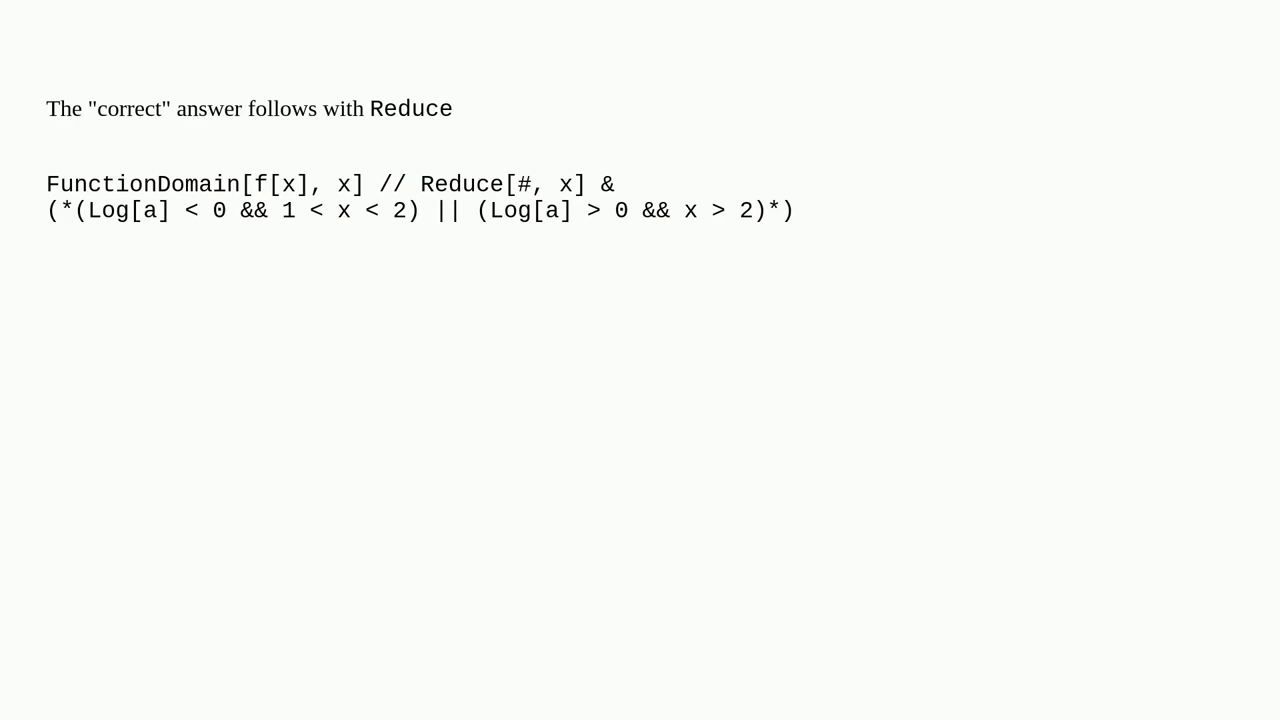 The "correct" answer follows with Reduce
FunctionDomain[f[x], x] // Reduce[#, x] &
(*(Log[a] < 0 && 1 < x < 2) || (Log[a] > 0 && x > 2)*)